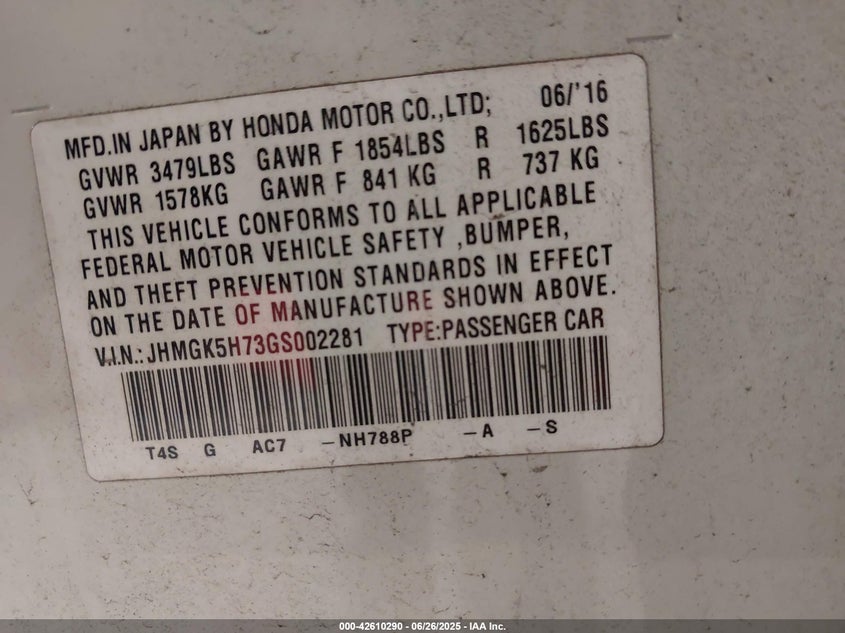 MFD.IN JAPAN BY HONDA MOTOR CO.,LTD; 06/'16
GVWR 3479LBS GAWR F 1854LBS R 1625LBS
GVWR 1578KG GAWR F 841 KG R 737 KG
THIS VEHICLE CONFORMS TO ALL APPLICABLE
FEDERAL MOTOR VEHICLE SAFETY ,BUMPER,
AND THEFT PREVENTION STANDARDS IN EFFECT
ON THE DATE OF MANUFACTURE SHOWN ABOVE.
V.I.N.: JHMGK5H73GS002281 TYPE:PASSENGER CAR
T4S G AC7 -NH788P -A -S
000-42610290 - 06/26/2025 - IAA Inc.